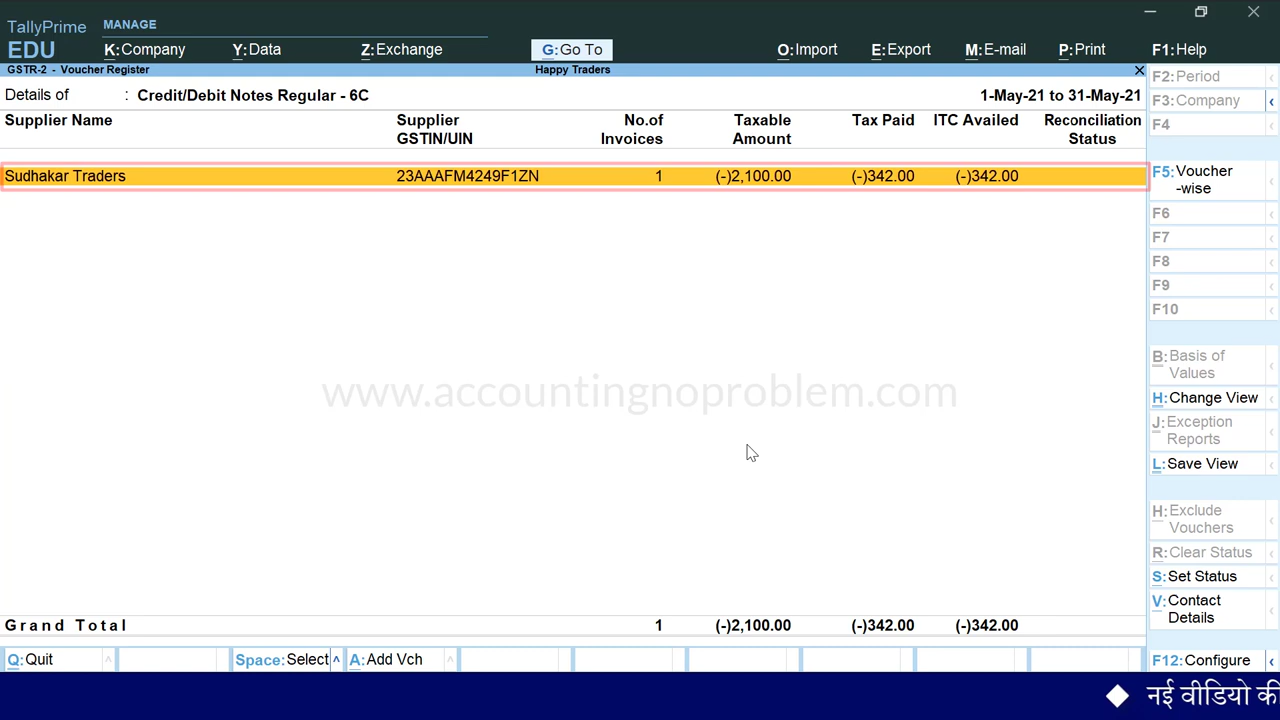 TallyPrime
EDU
MANAGE
K:Company Y:Data Z:Exchange G:Go To O:Import E:Export M:E-mail P:Print F1:Help
GSTR-2 - Voucher Register Happy Traders
Details of : Credit/Debit Notes Regular - 6C 1-May-21 to 31-May-21
Supplier Name Supplier No.of Taxable Tax Paid ITC Availed Reconciliation
GSTIN/UIN Invoices Amount Status
Sudhakar Traders 23AAAFM4249F1ZN 1 (-)2,100.00 (-)342.00 (-)342.00
www.accountingnoproblem.com
Grand Total 1 (-)2,100.00 (-)342.00 (-)342.00
Q:Quit Space:Select A:Add Vch
F2:Period
F3:Company
F4
F5:Voucher
-wise
F6
F7
F8
F9
F10
B:Basis of
Values
H:Change View
J:Exception
Reports
L:Save View
H:Exclude
Vouchers
R:Clear Status
S:Set Status
V:Contact
Details
F12:Configure
नई वीडियो की